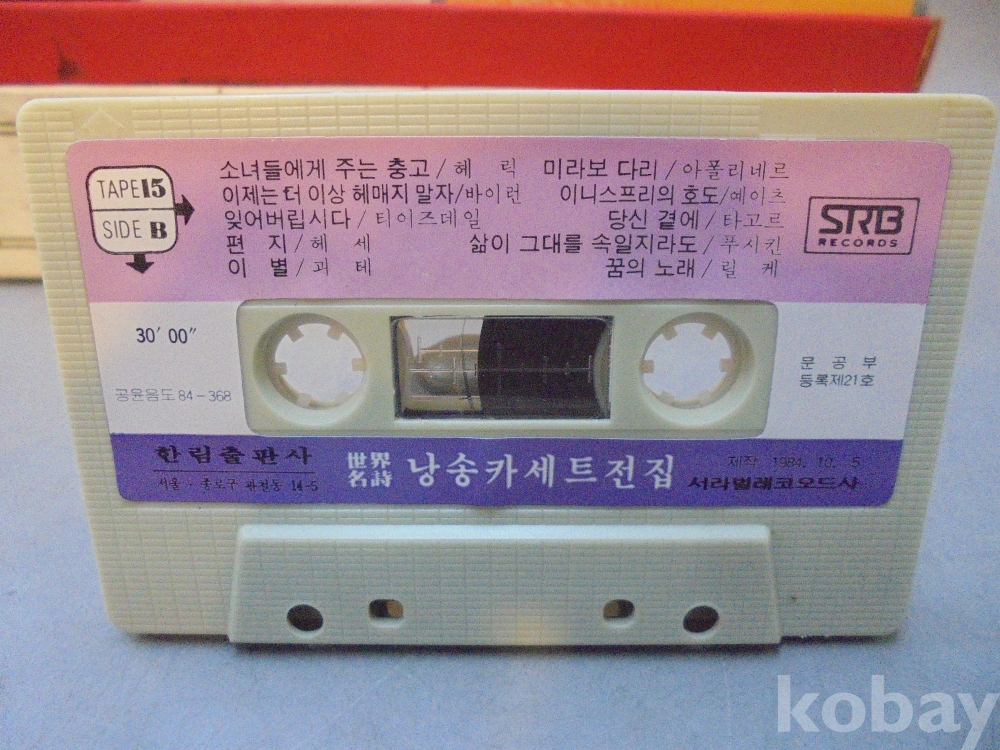 TAPE15
SIDE B
소녀들에게 주는 충고/헤 릭
이제는 더 이상 헤매지 말자/바이런
잊어버립시다/티이즈데일
편 지/헤 세
이 별/괴 테
미라보 다리/아폴리네르
이니스프리의 호도/예이츠
당신 곁에/타고르
삶이 그대를 속일지라도/푸시킨
꿈의 노래/릴 케
SRB
RECORDS
30′ 00″
공윤음도 84-368
문 공 부
등록제21호
한림출판사
서울·종로구 관철동 14-5
世界
名詩
낭송카세트전집
제작 1984. 10. 5
서라벌레코오드사
kobay